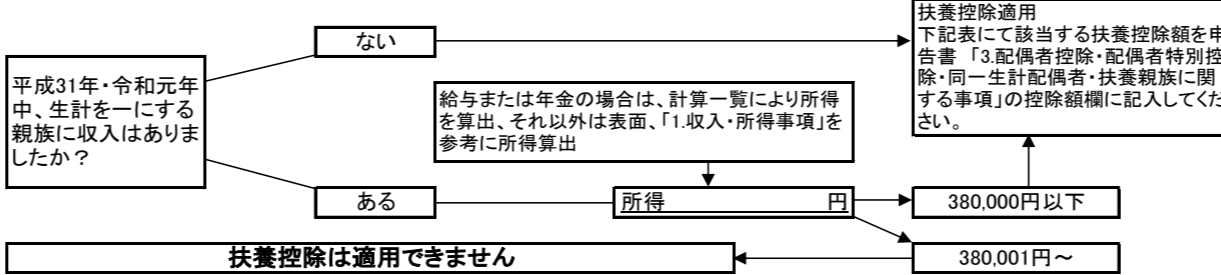 平成31年・令和元年
中、生計を一にする
親族に収入はありま
したか？
ない
ある
給与または年金の場合は、計算一覧により所得
を算出、それ以外は表面、「1.収入・所得事項」を
参考に所得算出
所得 円
扶養控除適用
下記表にて該当する扶養控除額を申
告書 「3.配偶者控除・配偶者特別控
除・同一生計配偶者・扶養親族に関
する事項」の控除額欄に記入してくだ
さい。
380,000円以下
380,001円～
扶養控除は適用できません